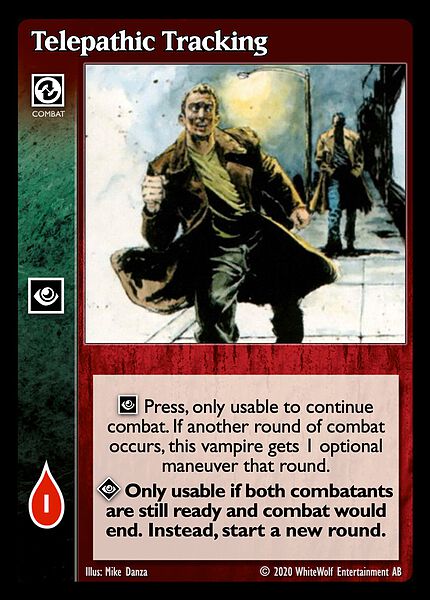 Telepathic Tracking
COMBAT
Press, only usable to continue
combat. If another round of combat
occurs, this vampire gets 1 optional
maneuver that round.
Only usable if both combatants
are still ready and combat would
end. Instead, start a new round.
1
Illus: Mike Danza © 2020 WhiteWolf Entertainment AB